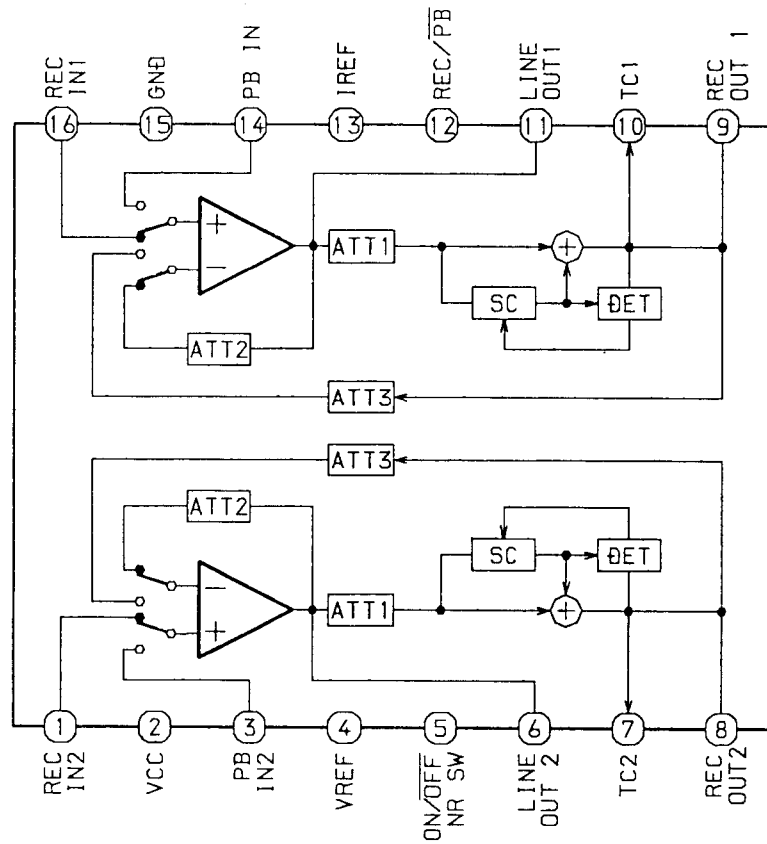 REC
IN1
GND
PB IN
IREF
REC/PB
LINE
OUT1
TC1
REC
OUT 1
16
15
14
13
12
11
10
9
+
−
ATT1
+
SC
DET
ATT2
ATT3
ATT3
ATT2
SC
DET
−
+
ATT1
+
1
2
3
4
5
6
7
8
REC
IN2
VCC
PB
IN2
VREF
ON/OFF
NR SW
LINE
OUT 2
TC2
REC
OUT2